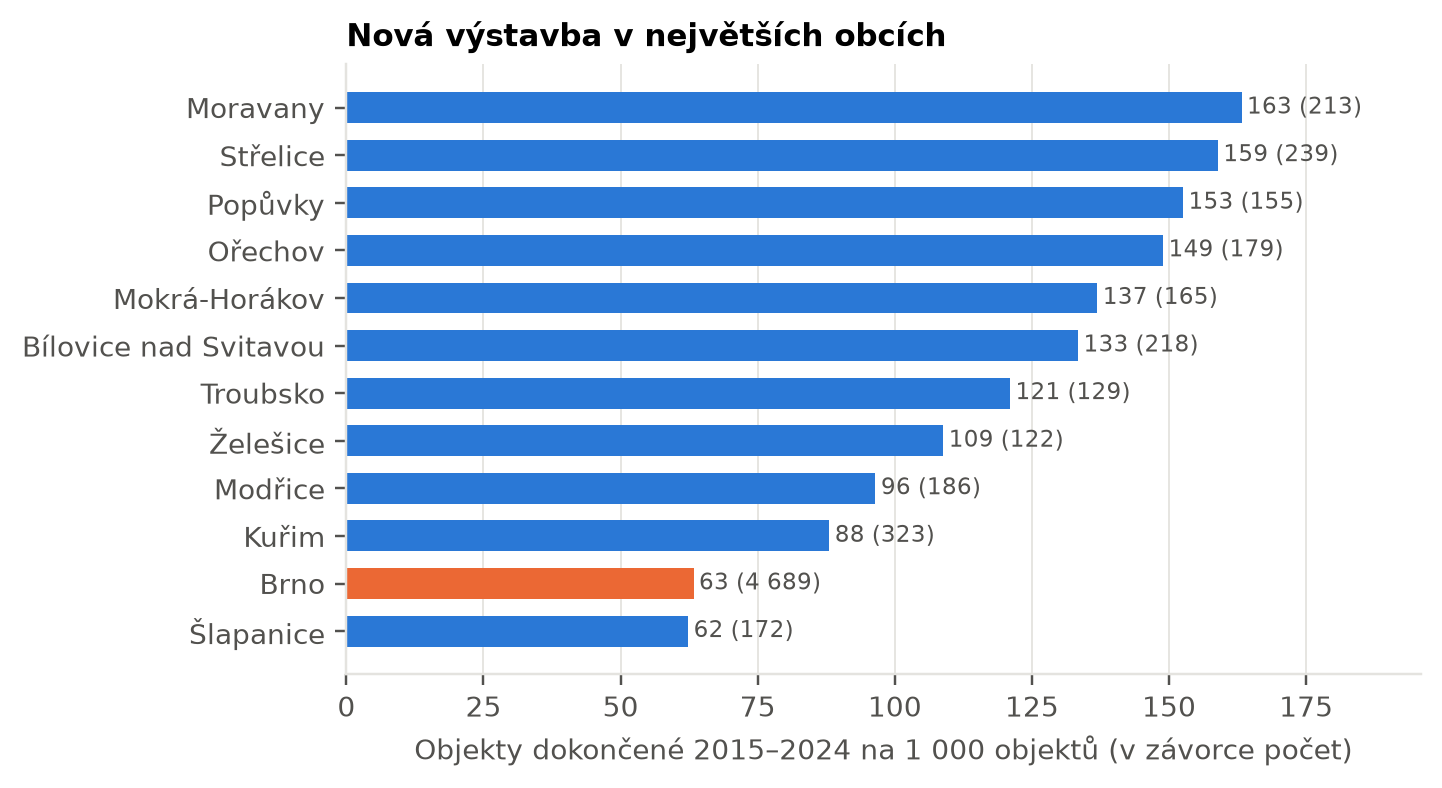 Nová výstavba v největších obcích
Moravany 163 (213)
Střelice 159 (239)
Popůvky 153 (155)
Ořechov 149 (179)
Mokrá-Horákov 137 (165)
Bílovice nad Svitavou 133 (218)
Troubsko 121 (129)
Želešice 109 (122)
Modřice 96 (186)
Kuřim 88 (323)
Brno 63 (4 689)
Šlapanice 62 (172)
0 25 50 75 100 125 150 175
Objekty dokončené 2015–2024 na 1 000 objektů (v závorce počet)